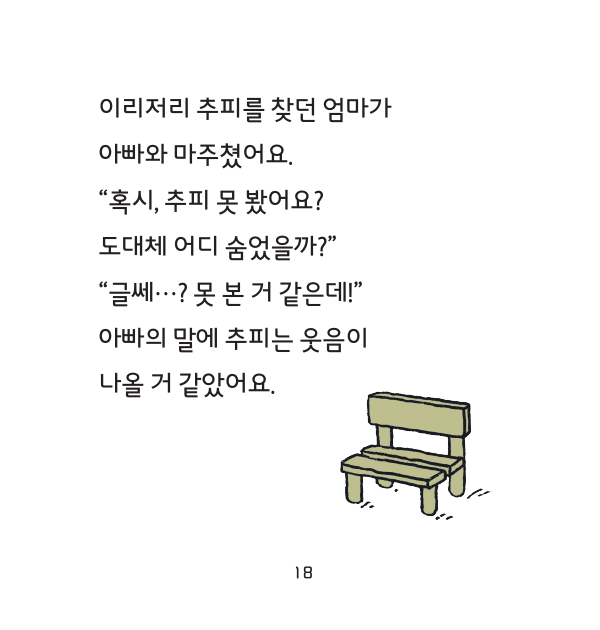 이리저리 추피를 찾던 엄마가
아빠와 마주쳤어요.
“혹시, 추피 못 봤어요?
도대체 어디 숨었을까?”
“글쎄…? 못 본 거 같은데!”
아빠의 말에 추피는 웃음이
나올 거 같았어요.
18